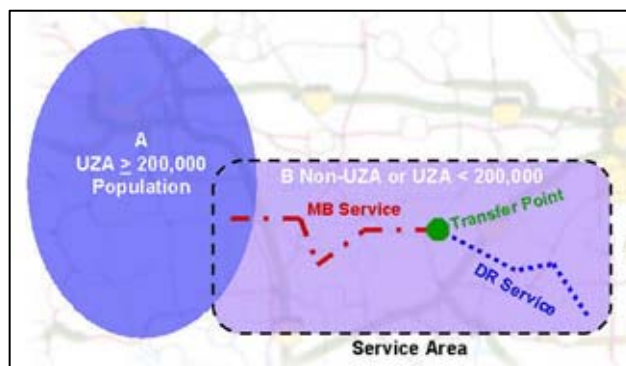 A
UZA ≥ 200,000
Population
B Non-UZA or UZA < 200,000
MB Service
Transfer Point
DR Service
Service Area